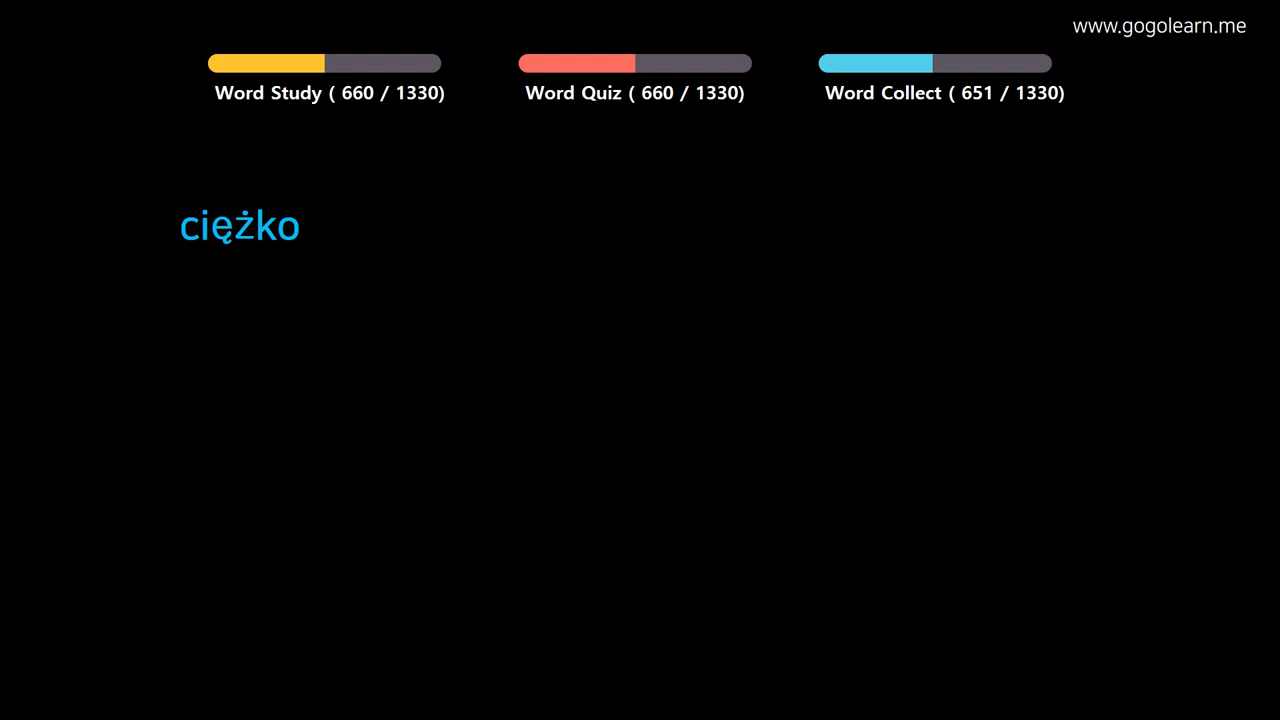 www.gogolearn.me
Word Study ( 660 / 1330)
Word Quiz ( 660 / 1330)
Word Collect ( 651 / 1330)
ciężko